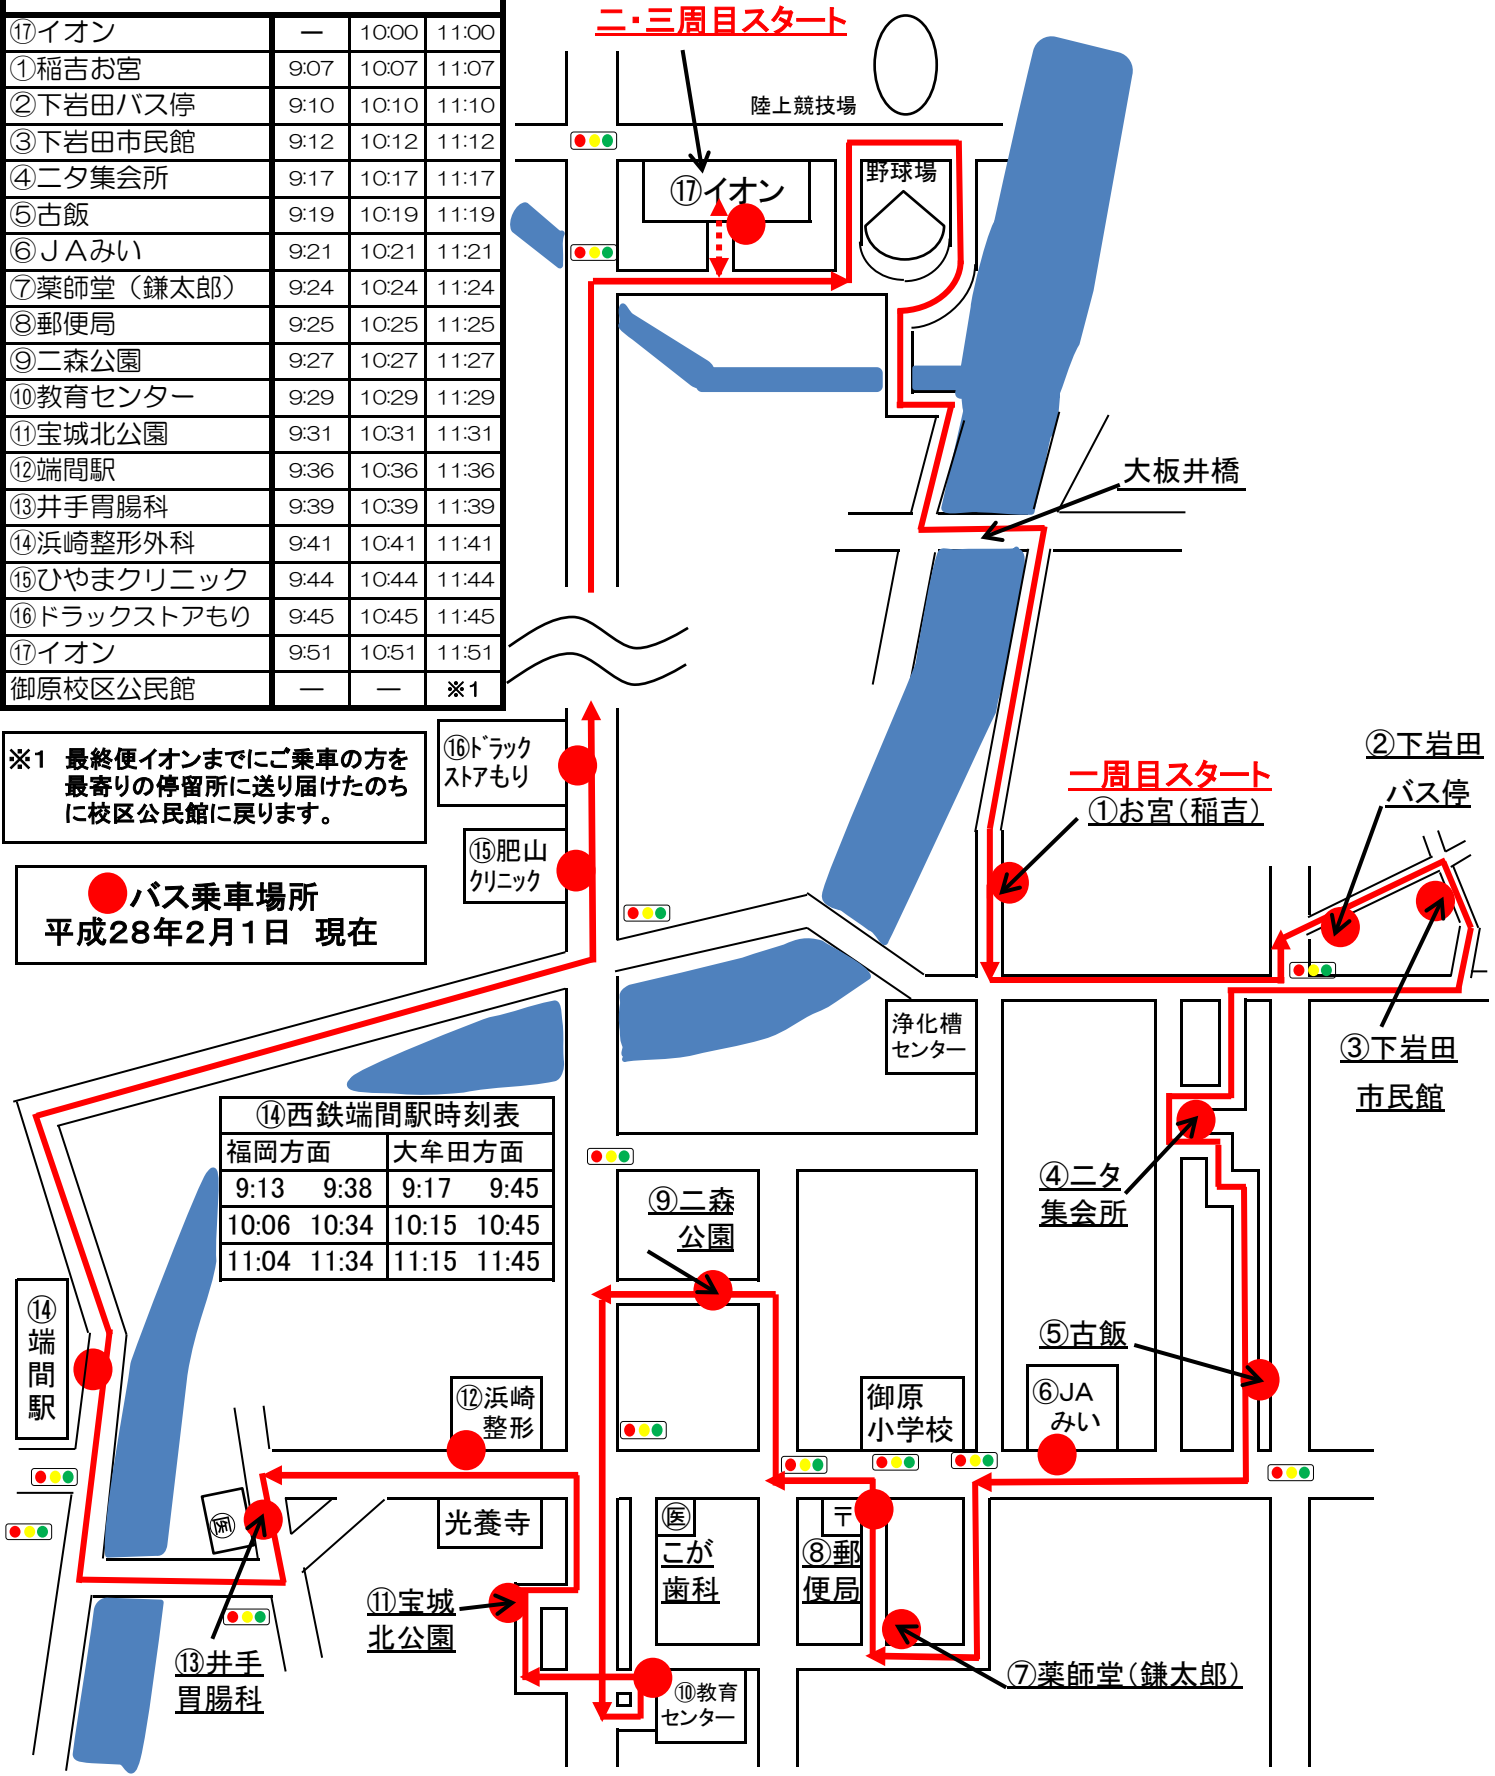 ⑰イオン ー 10:00 11:00
①稲吉お宮 9:07 10:07 11:07
②下岩田バス停 9:10 10:10 11:10
③下岩田市民館 9:12 10:12 11:12
④二タ集会所 9:17 10:17 11:17
⑤古飯 9:19 10:19 11:19
⑥JAみい 9:21 10:21 11:21
⑦薬師堂（鎌太郎） 9:24 10:24 11:24
⑧郵便局 9:25 10:25 11:25
⑨二森公園 9:27 10:27 11:27
⑩教育センター 9:29 10:29 11:29
⑪宝城北公園 9:31 10:31 11:31
⑫端間駅 9:36 10:36 11:36
⑬井手胃腸科 9:39 10:39 11:39
⑭浜崎整形外科 9:41 10:41 11:41
⑮ひやまクリニック 9:44 10:44 11:44
⑯ドラックストアもり 9:45 10:45 11:45
⑰イオン 9:51 10:51 11:51
御原校区公民館 ー ー ※1
※1 最終便イオンまでにご乗車の方を
最寄りの停留所に送り届けたのち
に校区公民館に戻ります。
バス乗車場所
平成28年2月1日 現在
二・三周目スタート
陸上競技場
⑰イオン
野球場
大板井橋
⑯ドラック
ストアもり
⑮肥山
クリニック
一周目スタート
①お宮（稲吉）
②下岩田
バス停
③下岩田
市民館
浄化槽
センター
⑭西鉄端間駅時刻表
福岡方面 大牟田方面
9:13 9:38 9:17 9:45
10:06 10:34 10:15 10:45
11:04 11:34 11:15 11:45
④二タ
集会所
⑨二森
公園
⑭
端
間
駅
⑤古飯
⑥JA
みい
⑫浜崎
整形
御原
小学校
光養寺
㊩
こが
歯科
〒
⑧郵
便局
⑪宝城
北公園
⑬井手
胃腸科
⑦薬師堂（鎌太郎）
⑩教育
センター